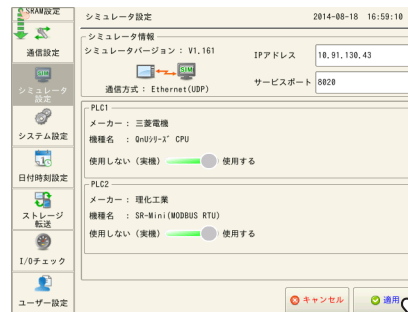 SRAM設定
通信設定
シミュレータ
設定
システム設定
日付時刻設定
ストレージ
転送
I/Oチェック
ユーザー設定
シミュレータ設定 2014-08-18 16:59:10
シミュレータ情報
シミュレータバージョン : V1.161
SIM
通信方式 : Ethernet(UDP)
IPアドレス 10.91.130.43
サービスポート 8020
PLC1
メーカー : 三菱電機
機種名 : QnUシリーズ CPU
使用しない (実機) 使用する
PLC2
メーカー : 理化工業
機種名 : SR-Mini(MODBUS RTU)
使用しない (実機) 使用する
キャンセル 適用